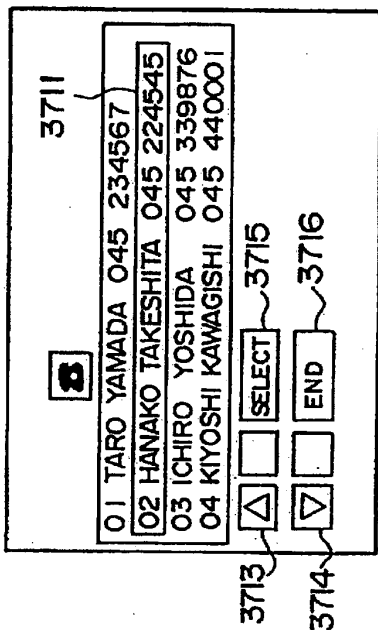 3711
01 TARO YAMADA 045 234567
02 HANAKO TAKESHITA 045 224545
03 ICHIRO YOSHIDA 045 339876
04 KIYOSHI KAWAGISHI 045 440001
3713 △ SELECT 3715
3714 ▽ END 3716